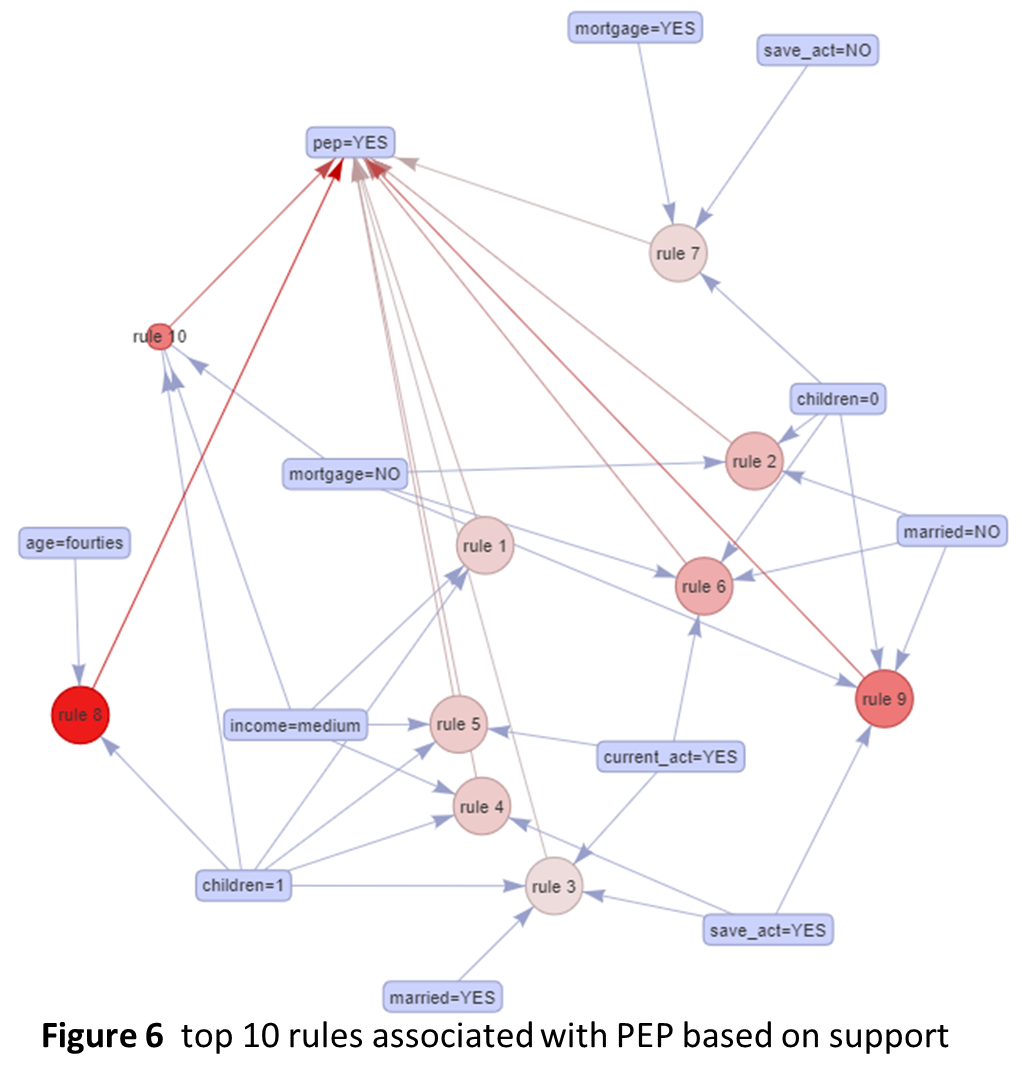 mortgage=YES
save_act=NO
pep=YES
rule 7
rule 10
children=0
rule 2
mortgage=NO
married=NO
age=fourties
rule 1
rule 6
rule 9
rule 8
income=medium
rule 5
current_act=YES
rule 4
children=1
rule 3
save_act=YES
married=YES
Figure 6 top 10 rules associated with PEP based on support